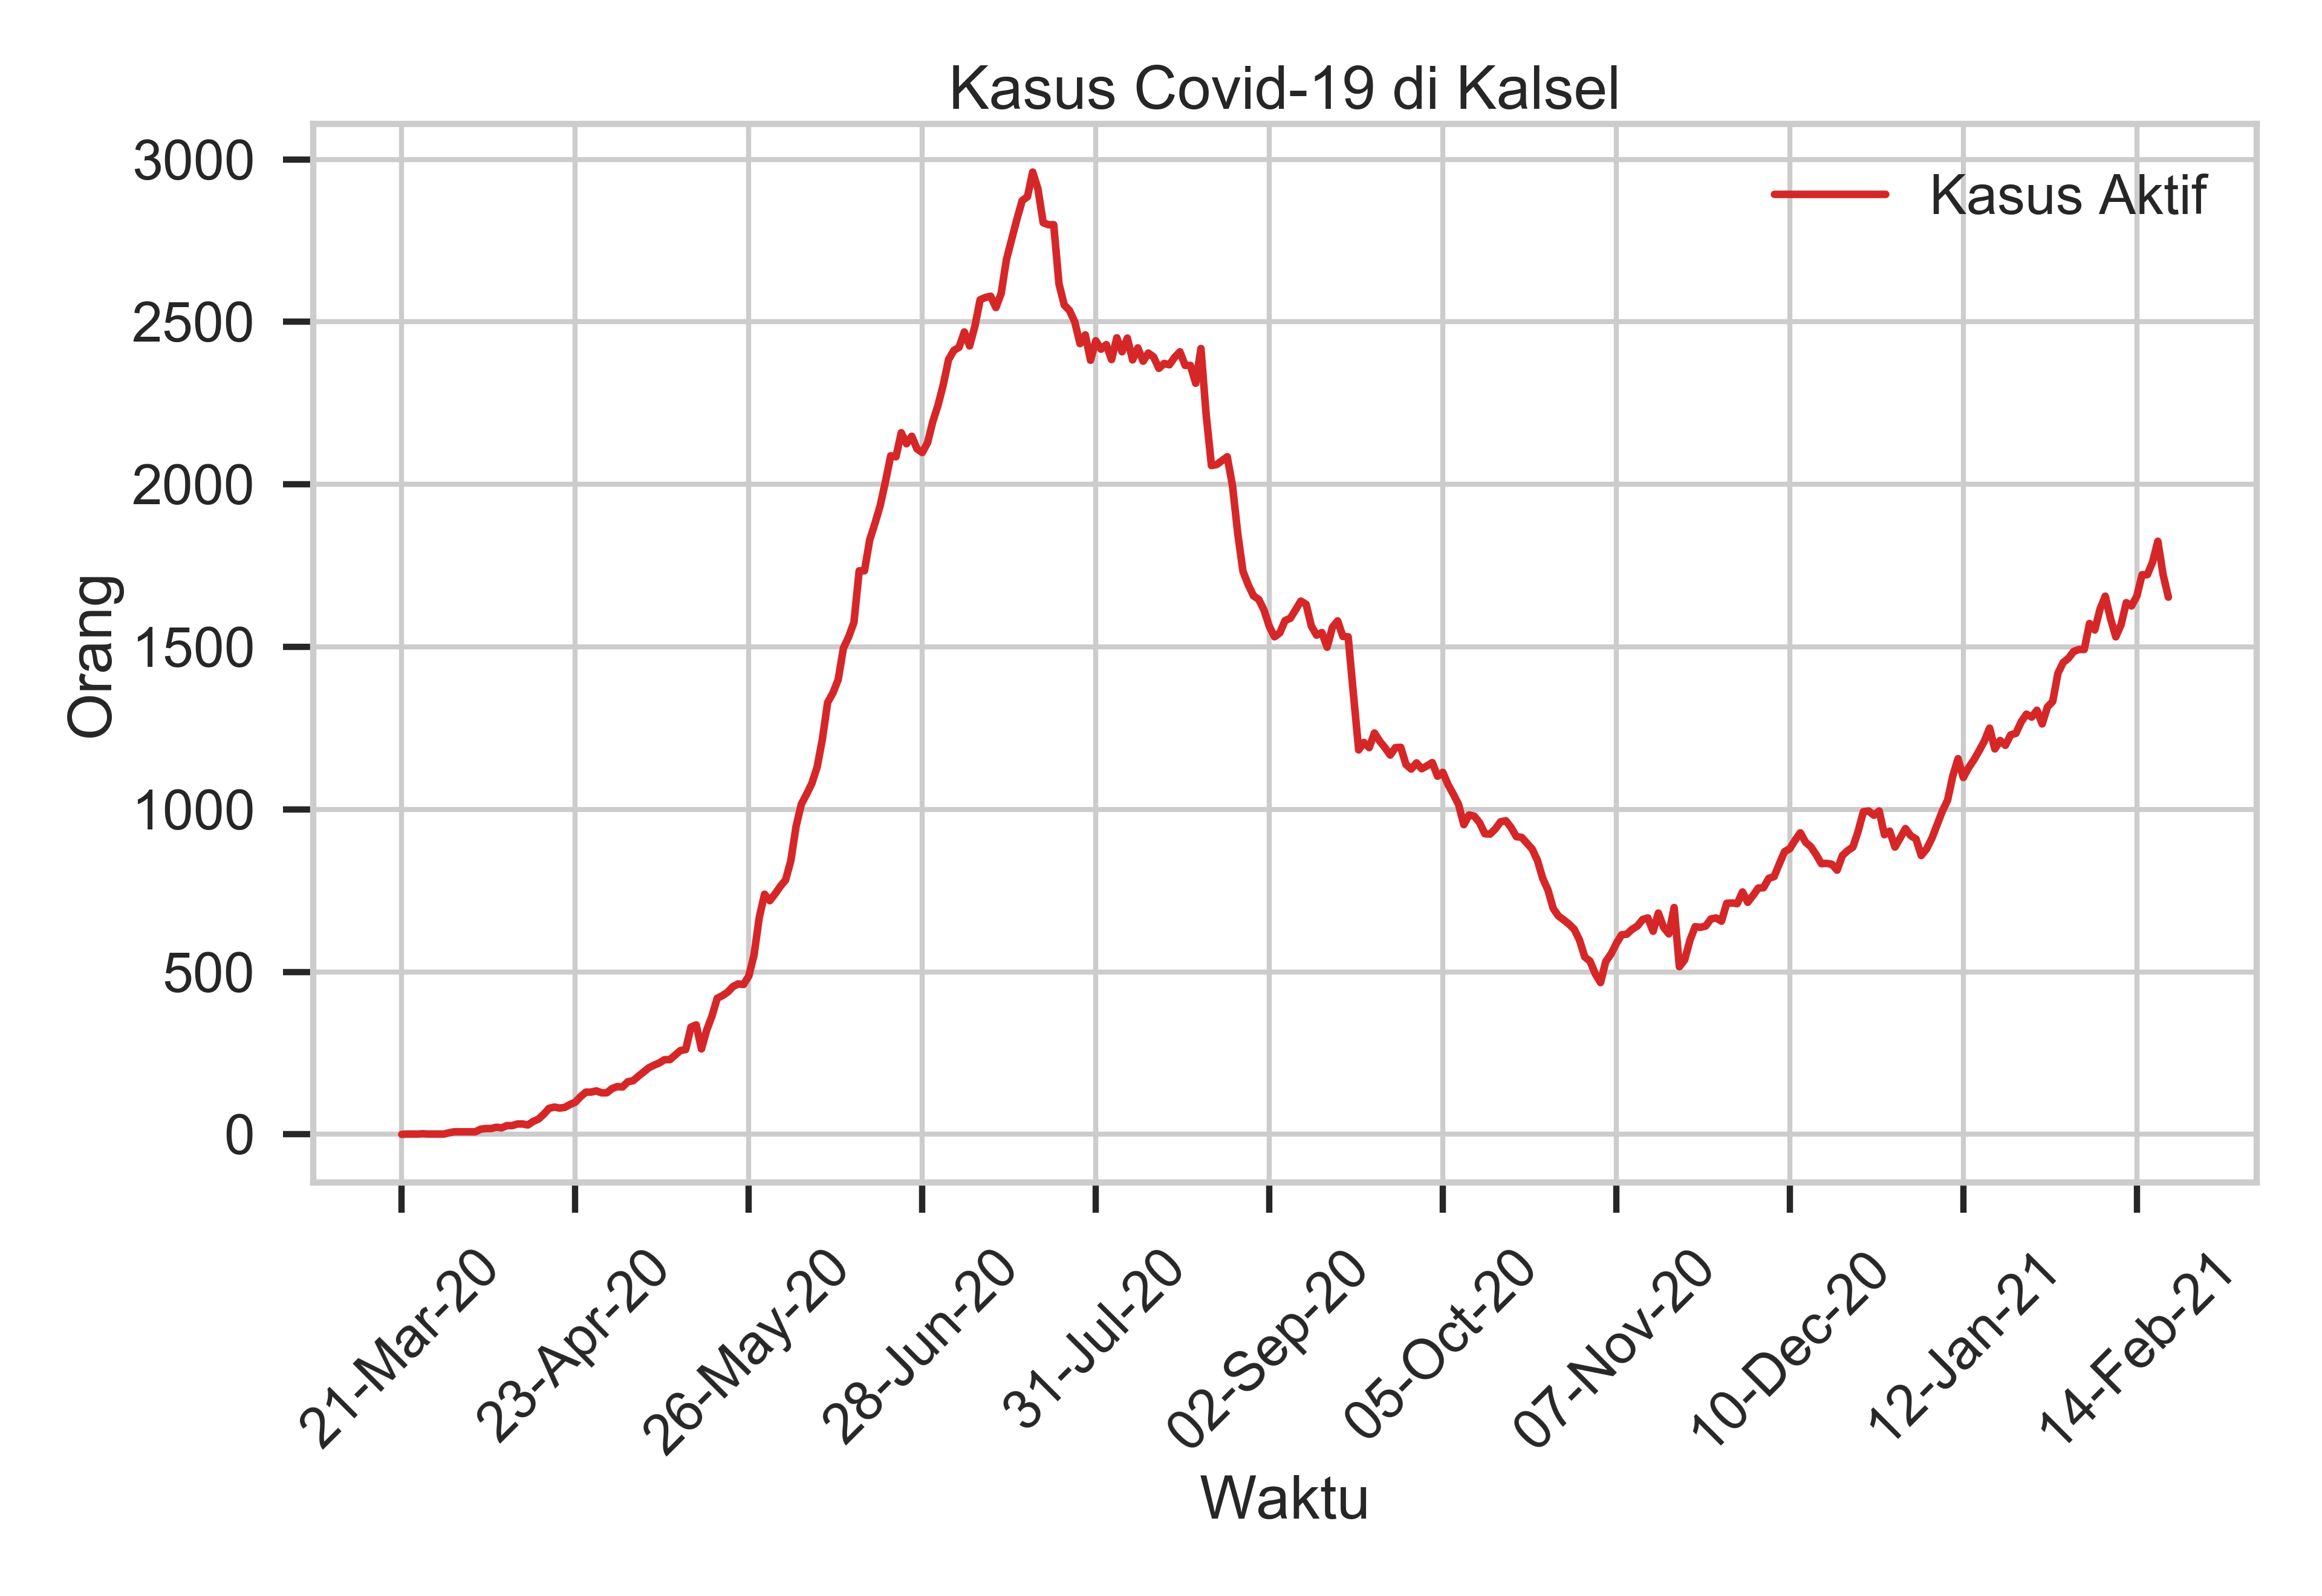 Kasus Covid-19 di Kalsel
Kasus Aktif
3000
2500
2000
1500
1000
500
0
Orang
21-Mar-20
23-Apr-20
26-May-20
28-Jun-20
31-Jul-20
02-Sep-20
05-Oct-20
07-Nov-20
10-Dec-20
12-Jan-21
14-Feb-21
Waktu